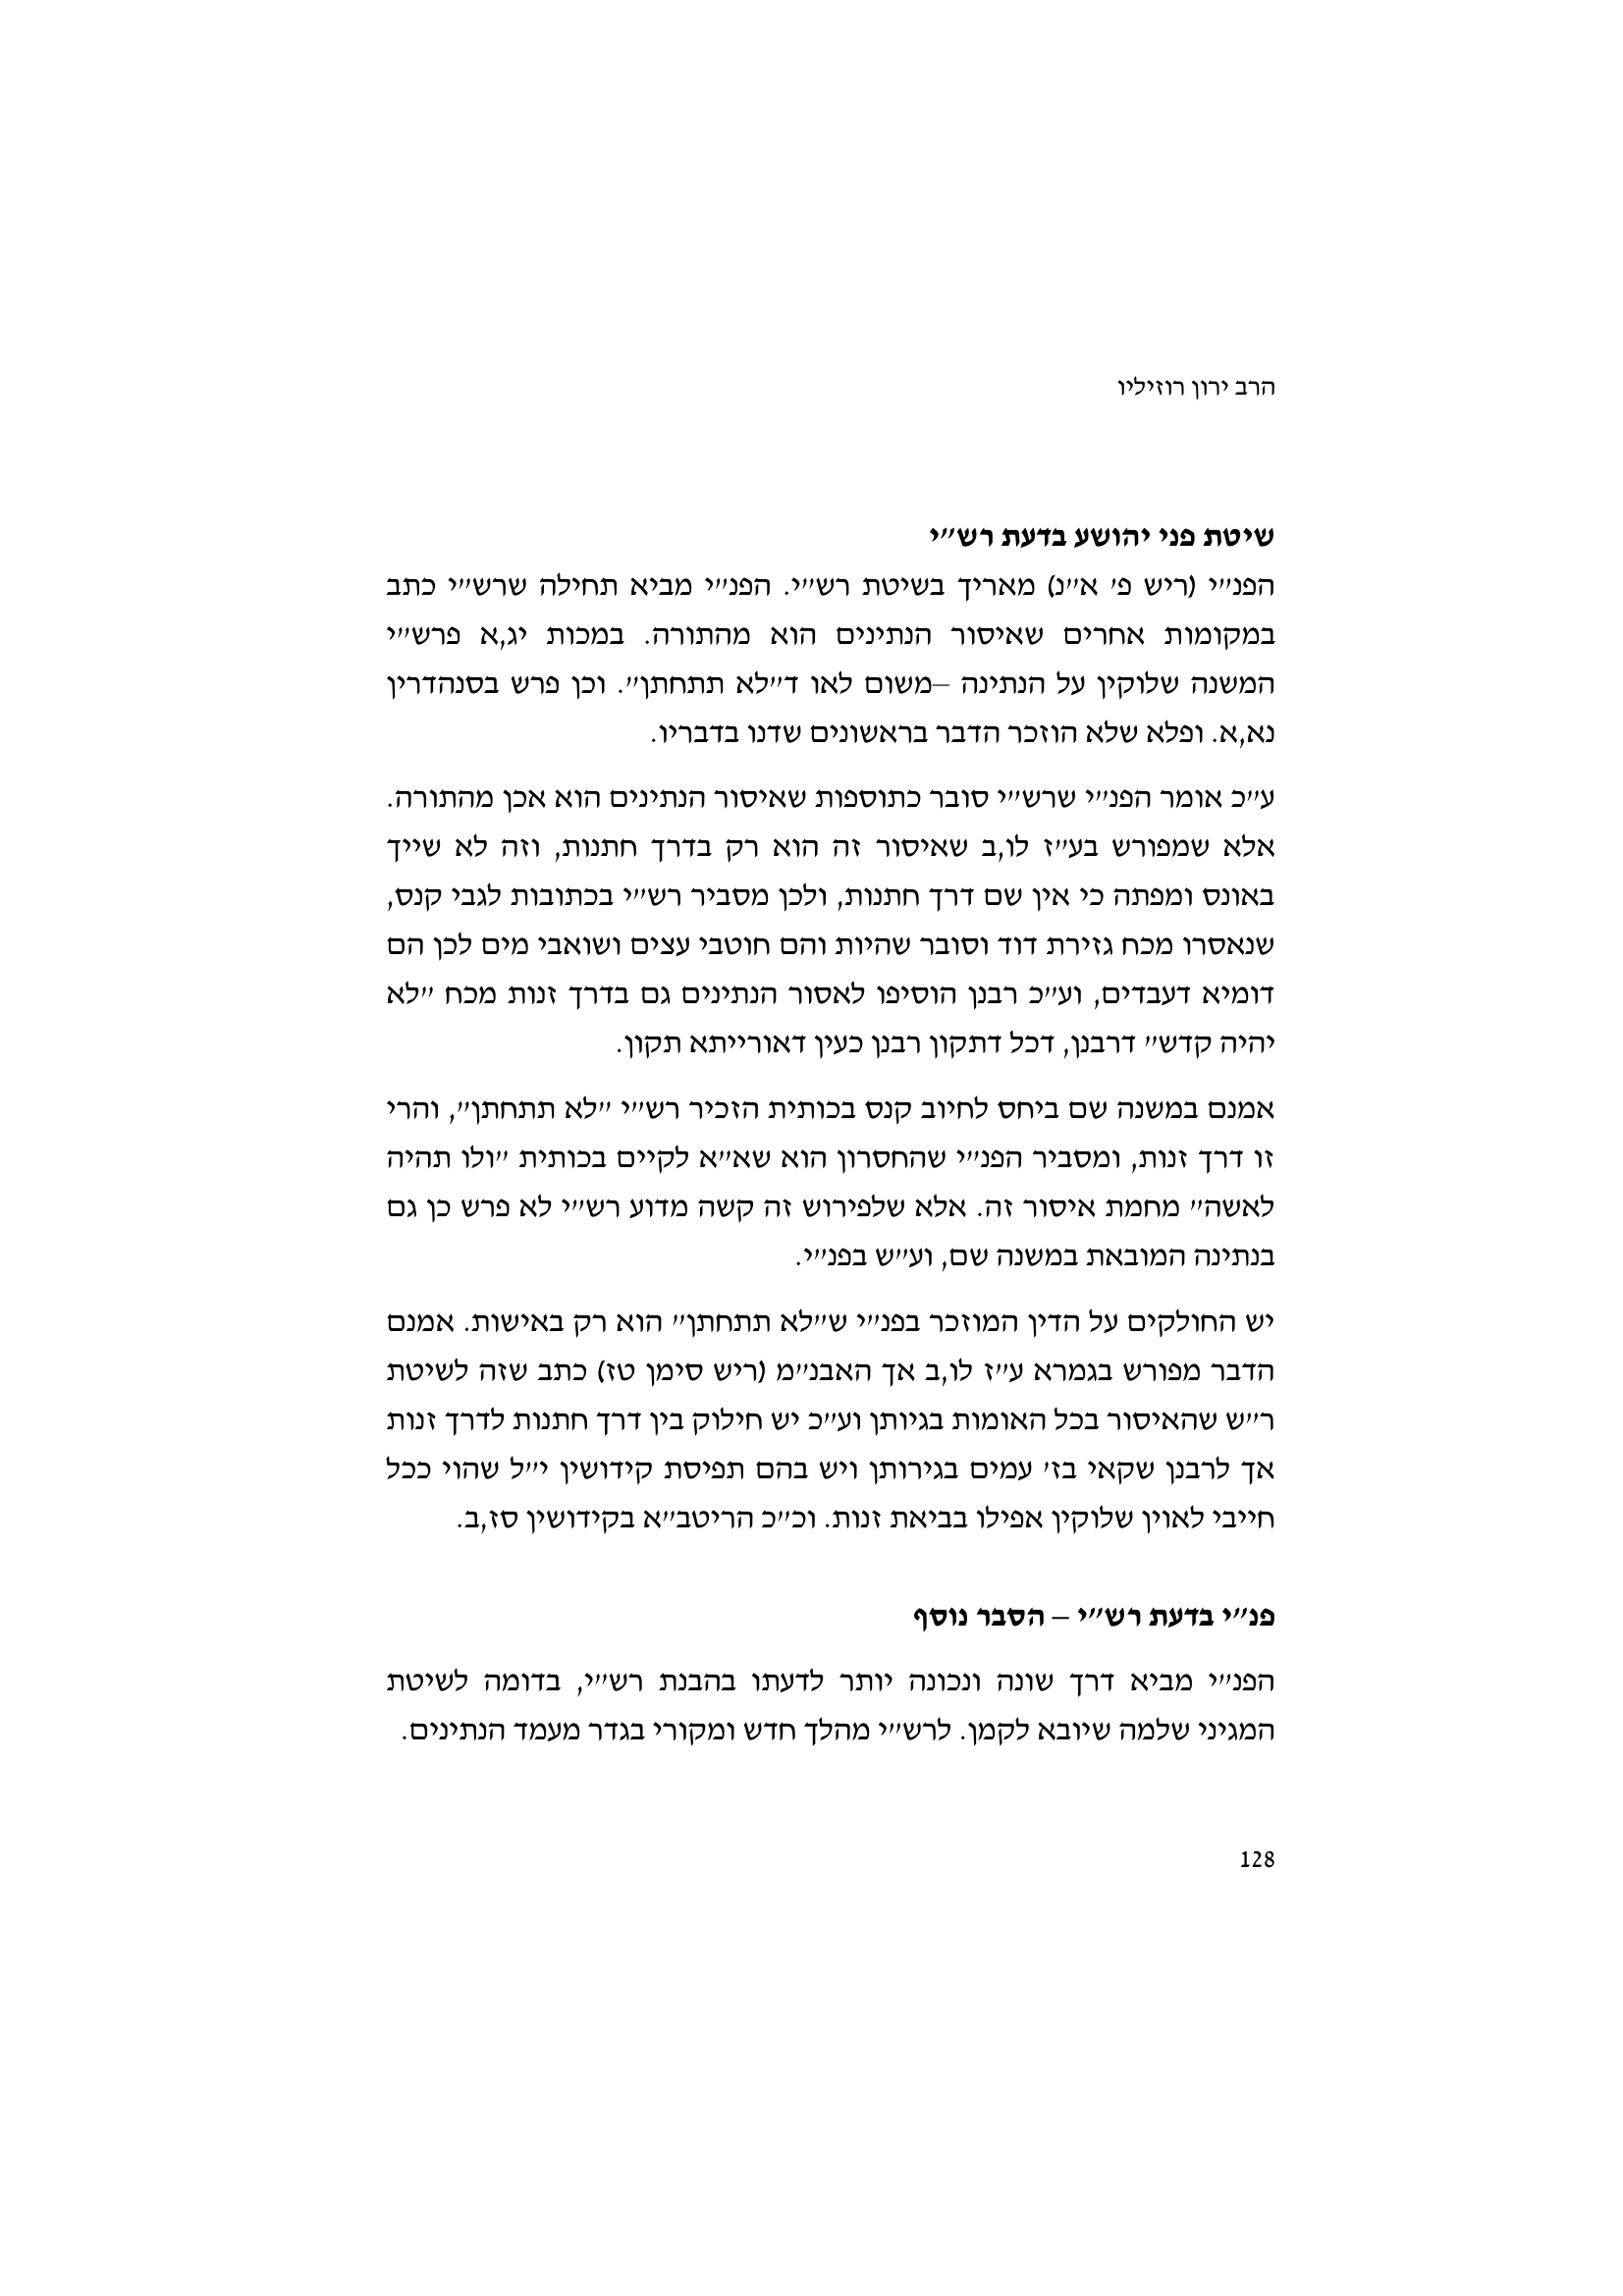 הרב ירון רוזיליו
שיטת פני יהושע בדעת רש״י
הפנ״י (ריש פ׳ א״נ) מאריך בשיטת רש״י. הפנ״י מביא תחילה שרש״י כתב
במקומות אחרים שאיסור הנתינים הוא מהתורה. במכות יג,א פרש״י
המשנה שלוקין על הנתינה –משום לאו ד״לא תתחתן״. וכן פרש בסנהדרין
נא,א. ופלא שלא הוזכר הדבר בראשונים שדנו בדבריו.
ע״כ אומר הפנ״י שרש״י סובר כתוספות שאיסור הנתינים הוא אכן מהתורה.
אלא שמפורש בע״ז לו,ב שאיסור זה הוא רק בדרך חתנות, וזה לא שייך
באונס ומפתה כי אין שם דרך חתנות, ולכן מסביר רש״י בכתובות לגבי קנס,
שנאסרו מכח גזירת דוד וסובר שהיות והם חוטבי עצים ושואבי מים לכן הם
דומיא דעבדים, וע״כ רבנן הוסיפו לאסור הנתינים גם בדרך זנות מכח ״לא
יהיה קדש״ דרבנן, דכל דתקון רבנן כעין דאורייתא תקון.
אמנם במשנה שם ביחס לחיוב קנס בכותית הזכיר רש״י ״לא תתחתן״, והרי
זו דרך זנות, ומסביר הפנ״י שהחסרון הוא שא״א לקיים בכותית ״ולו תהיה
לאשה״ מחמת איסור זה. אלא שלפירוש זה קשה מדוע רש״י לא פרש כן גם
בנתינה המובאת במשנה שם, וע״ש בפנ״י.
יש החולקים על הדין המוזכר בפנ״י ש״לא תתחתן״ הוא רק באישות. אמנם
הדבר מפורש בגמרא ע״ז לו,ב אך האבנ״מ (ריש סימן טז) כתב שזה לשיטת
ר״ש שהאיסור בכל האומות בגיותן וע״כ יש חילוק בין דרך חתנות לדרך זנות
אך לרבנן שקאי בז׳ עמים בגירותן ויש בהם תפיסת קידושין י״ל שהוי ככל
חייבי לאוין שלוקין אפילו בביאת זנות. וכ״כ הריטב״א בקידושין סז,ב.
פנ״י בדעת רש״י – הסבר נוסף
הפנ״י מביא דרך שונה ונכונה יותר לדעתו בהבנת רש״י, בדומה לשיטת
המגיני שלמה שיובא לקמן. לרש״י מהלך חדש ומקורי בגדר מעמד הנתינים.
128